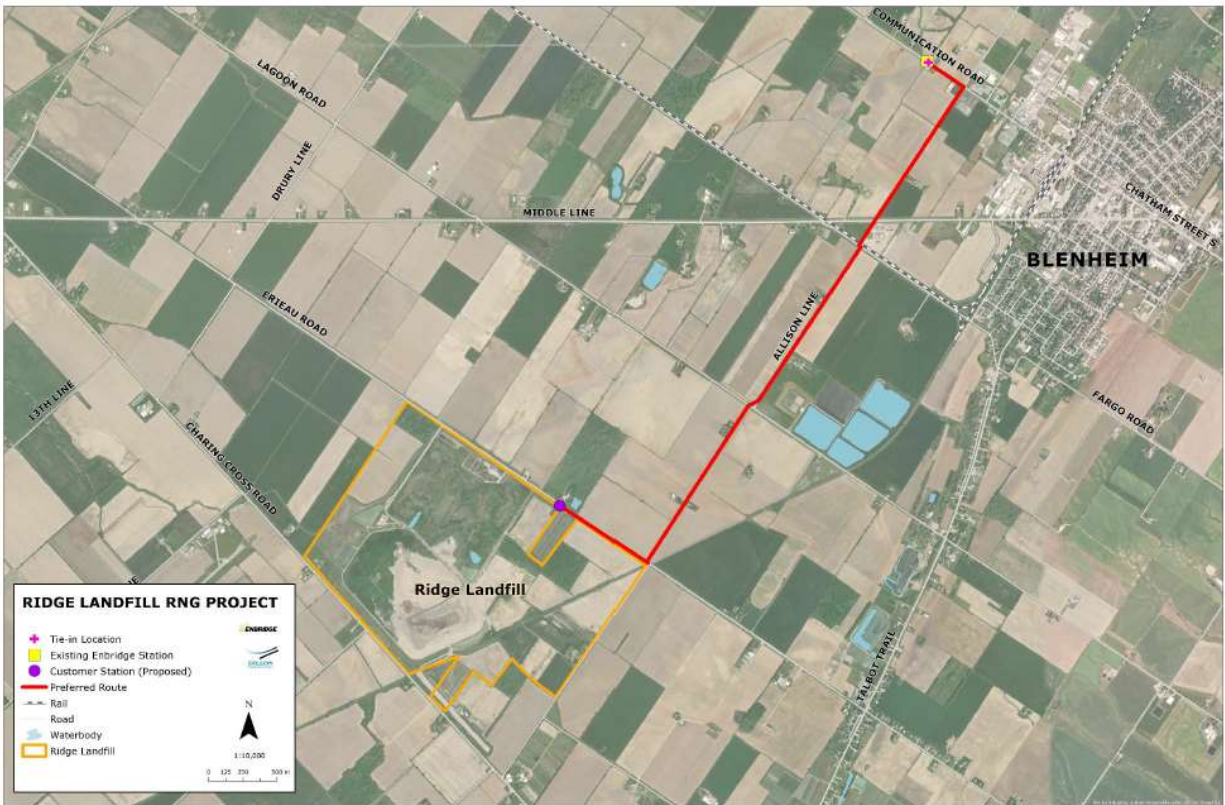 COMMUNICATION ROAD
LAGOON ROAD
DRURY LINE
MIDDLE LINE
CHATHAM STREET S
BLENHEIM
ERIEAU ROAD
ALLISON LINE
13TH LINE
CHARING CROSS ROAD
FARGO ROAD
Ridge Landfill
TALBOT TRAIL
RIDGE LANDFILL RNG PROJECT
ENBRIDGE
Tie-in Location
Existing Enbridge Station
Customer Station (Proposed)
Preferred Route
Rail
Road
Waterbody
Ridge Landfill
N
1:10,000
0 125 250 500 m